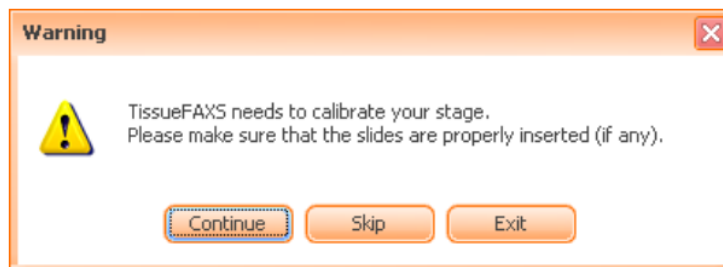 Warning
TissueFAXS needs to calibrate your stage.
Please make sure that the slides are properly inserted (if any).
Continue Skip Exit